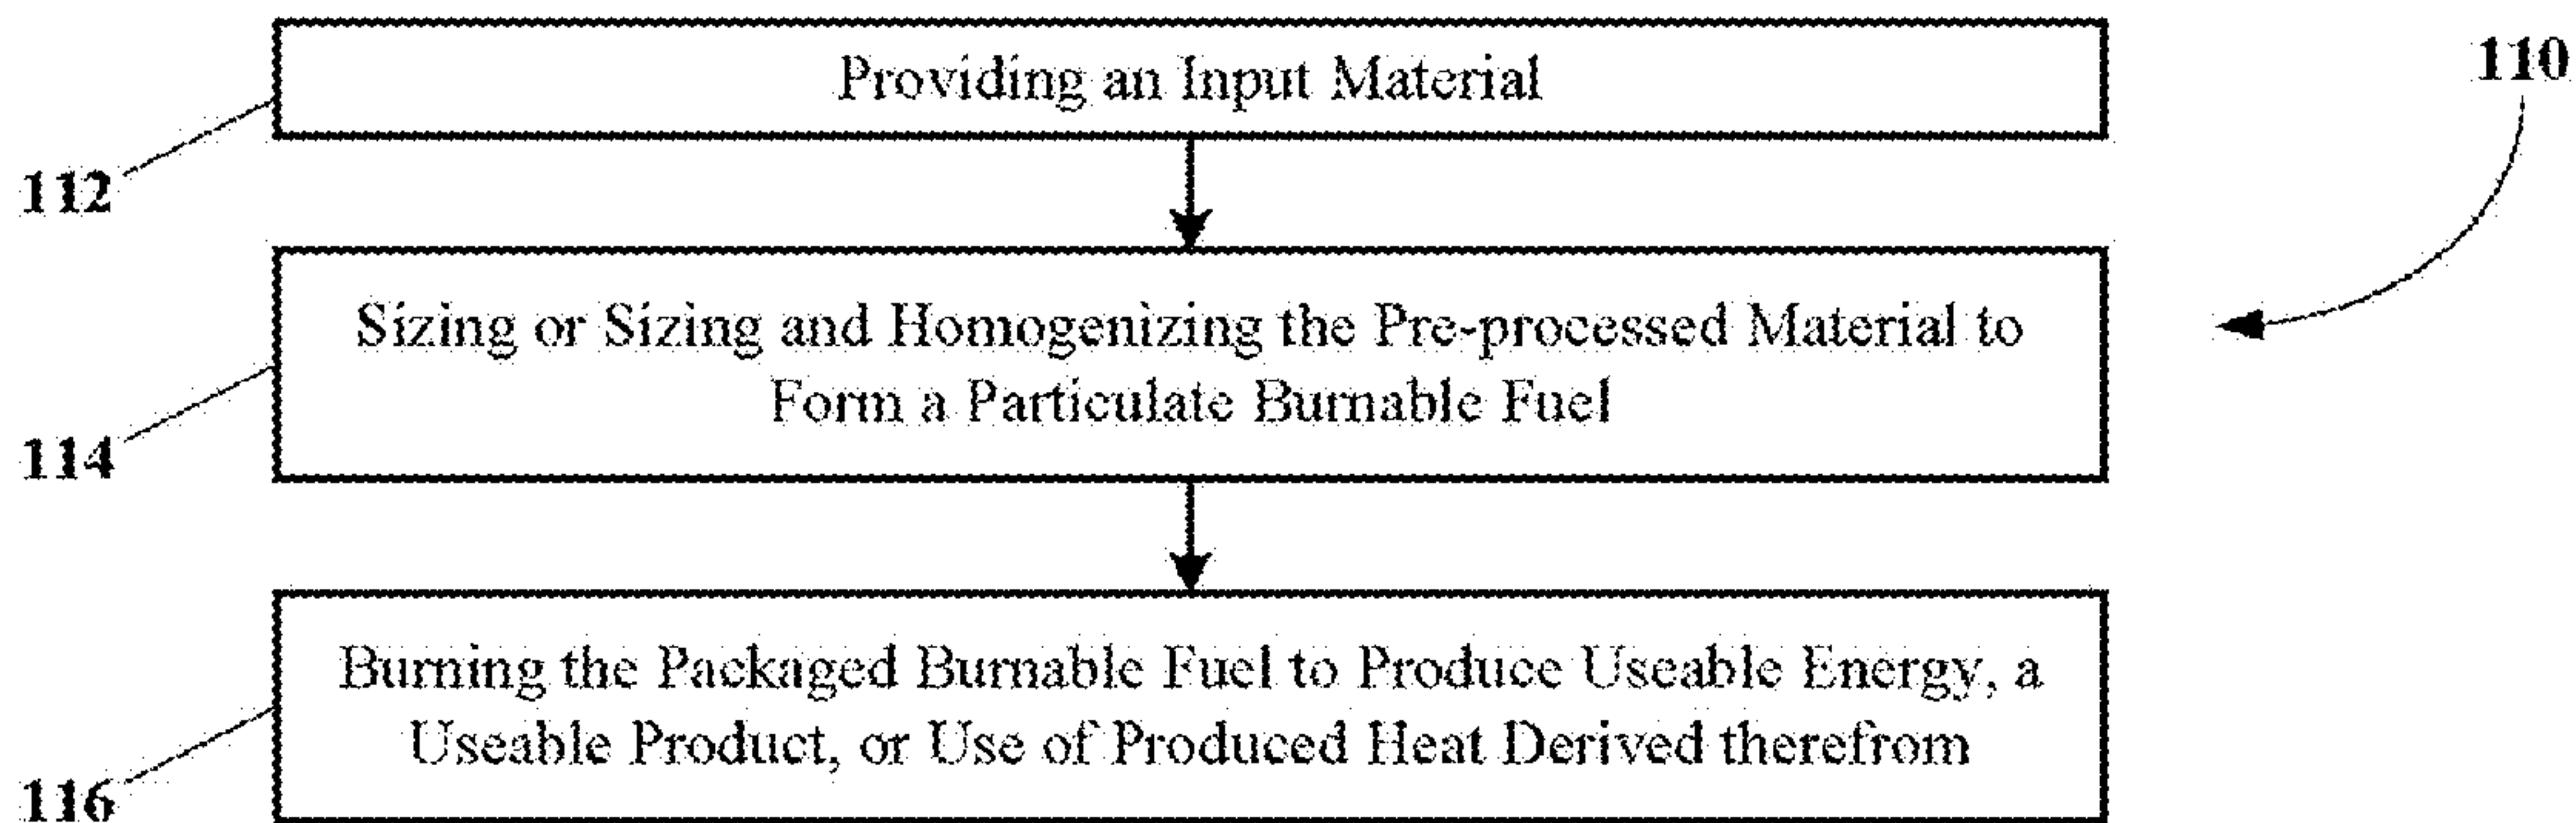 Providing an Input Material
110
112
Sizing or Sizing and Homogenizing the Pre-processed Material to
Form a Particulate Burnable Fuel
114
Burning the Packaged Burnable Fuel to Produce Useable Energy, a
Useable Product, or Use of Produced Heat Derived therefrom
116